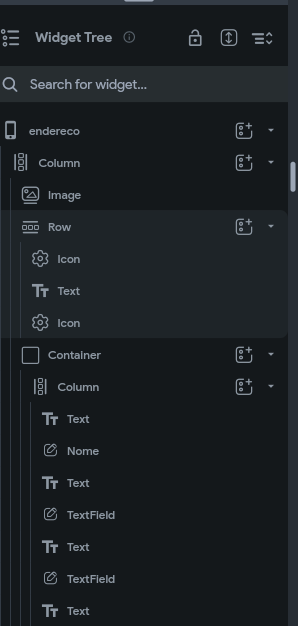 Widget Tree
Search for widget...
endereco
Column
Image
Row
Icon
Text
Icon
Container
Column
Text
Nome
Text
TextField
Text
TextField
Text